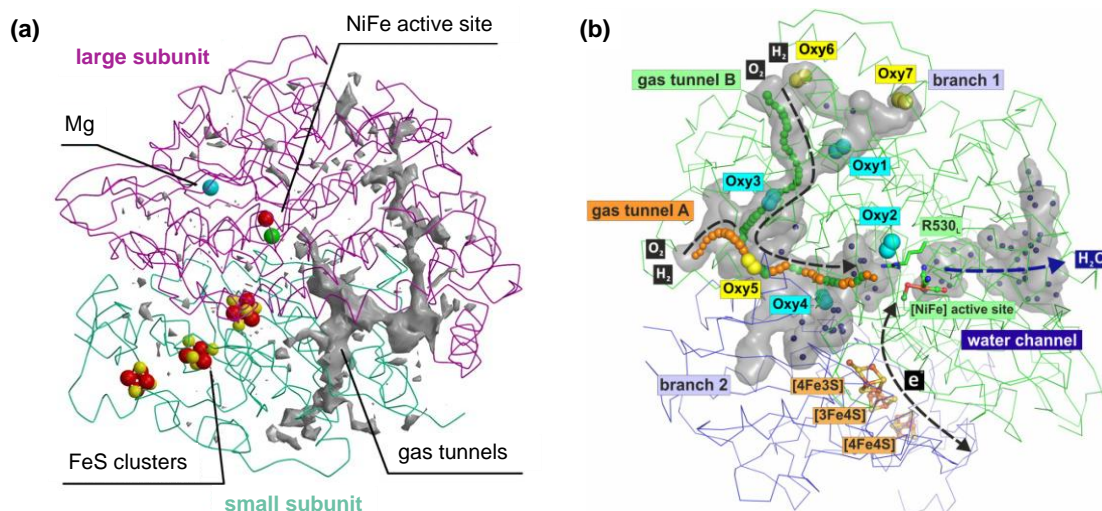 (a)
NiFe active site
large subunit
Mg
FeS clusters
gas tunnels
small subunit
(b)
H2
Oxy6
O2
gas tunnel B
Oxy7
branch 1
Oxy1
Oxy3
gas tunnel A
Oxy2
R530L
O2
H2
H2O
Oxy5
Oxy4
[NiFe] active site
water channel
branch 2
[4Fe3S]
e
[3Fe4S]
[4Fe4S]